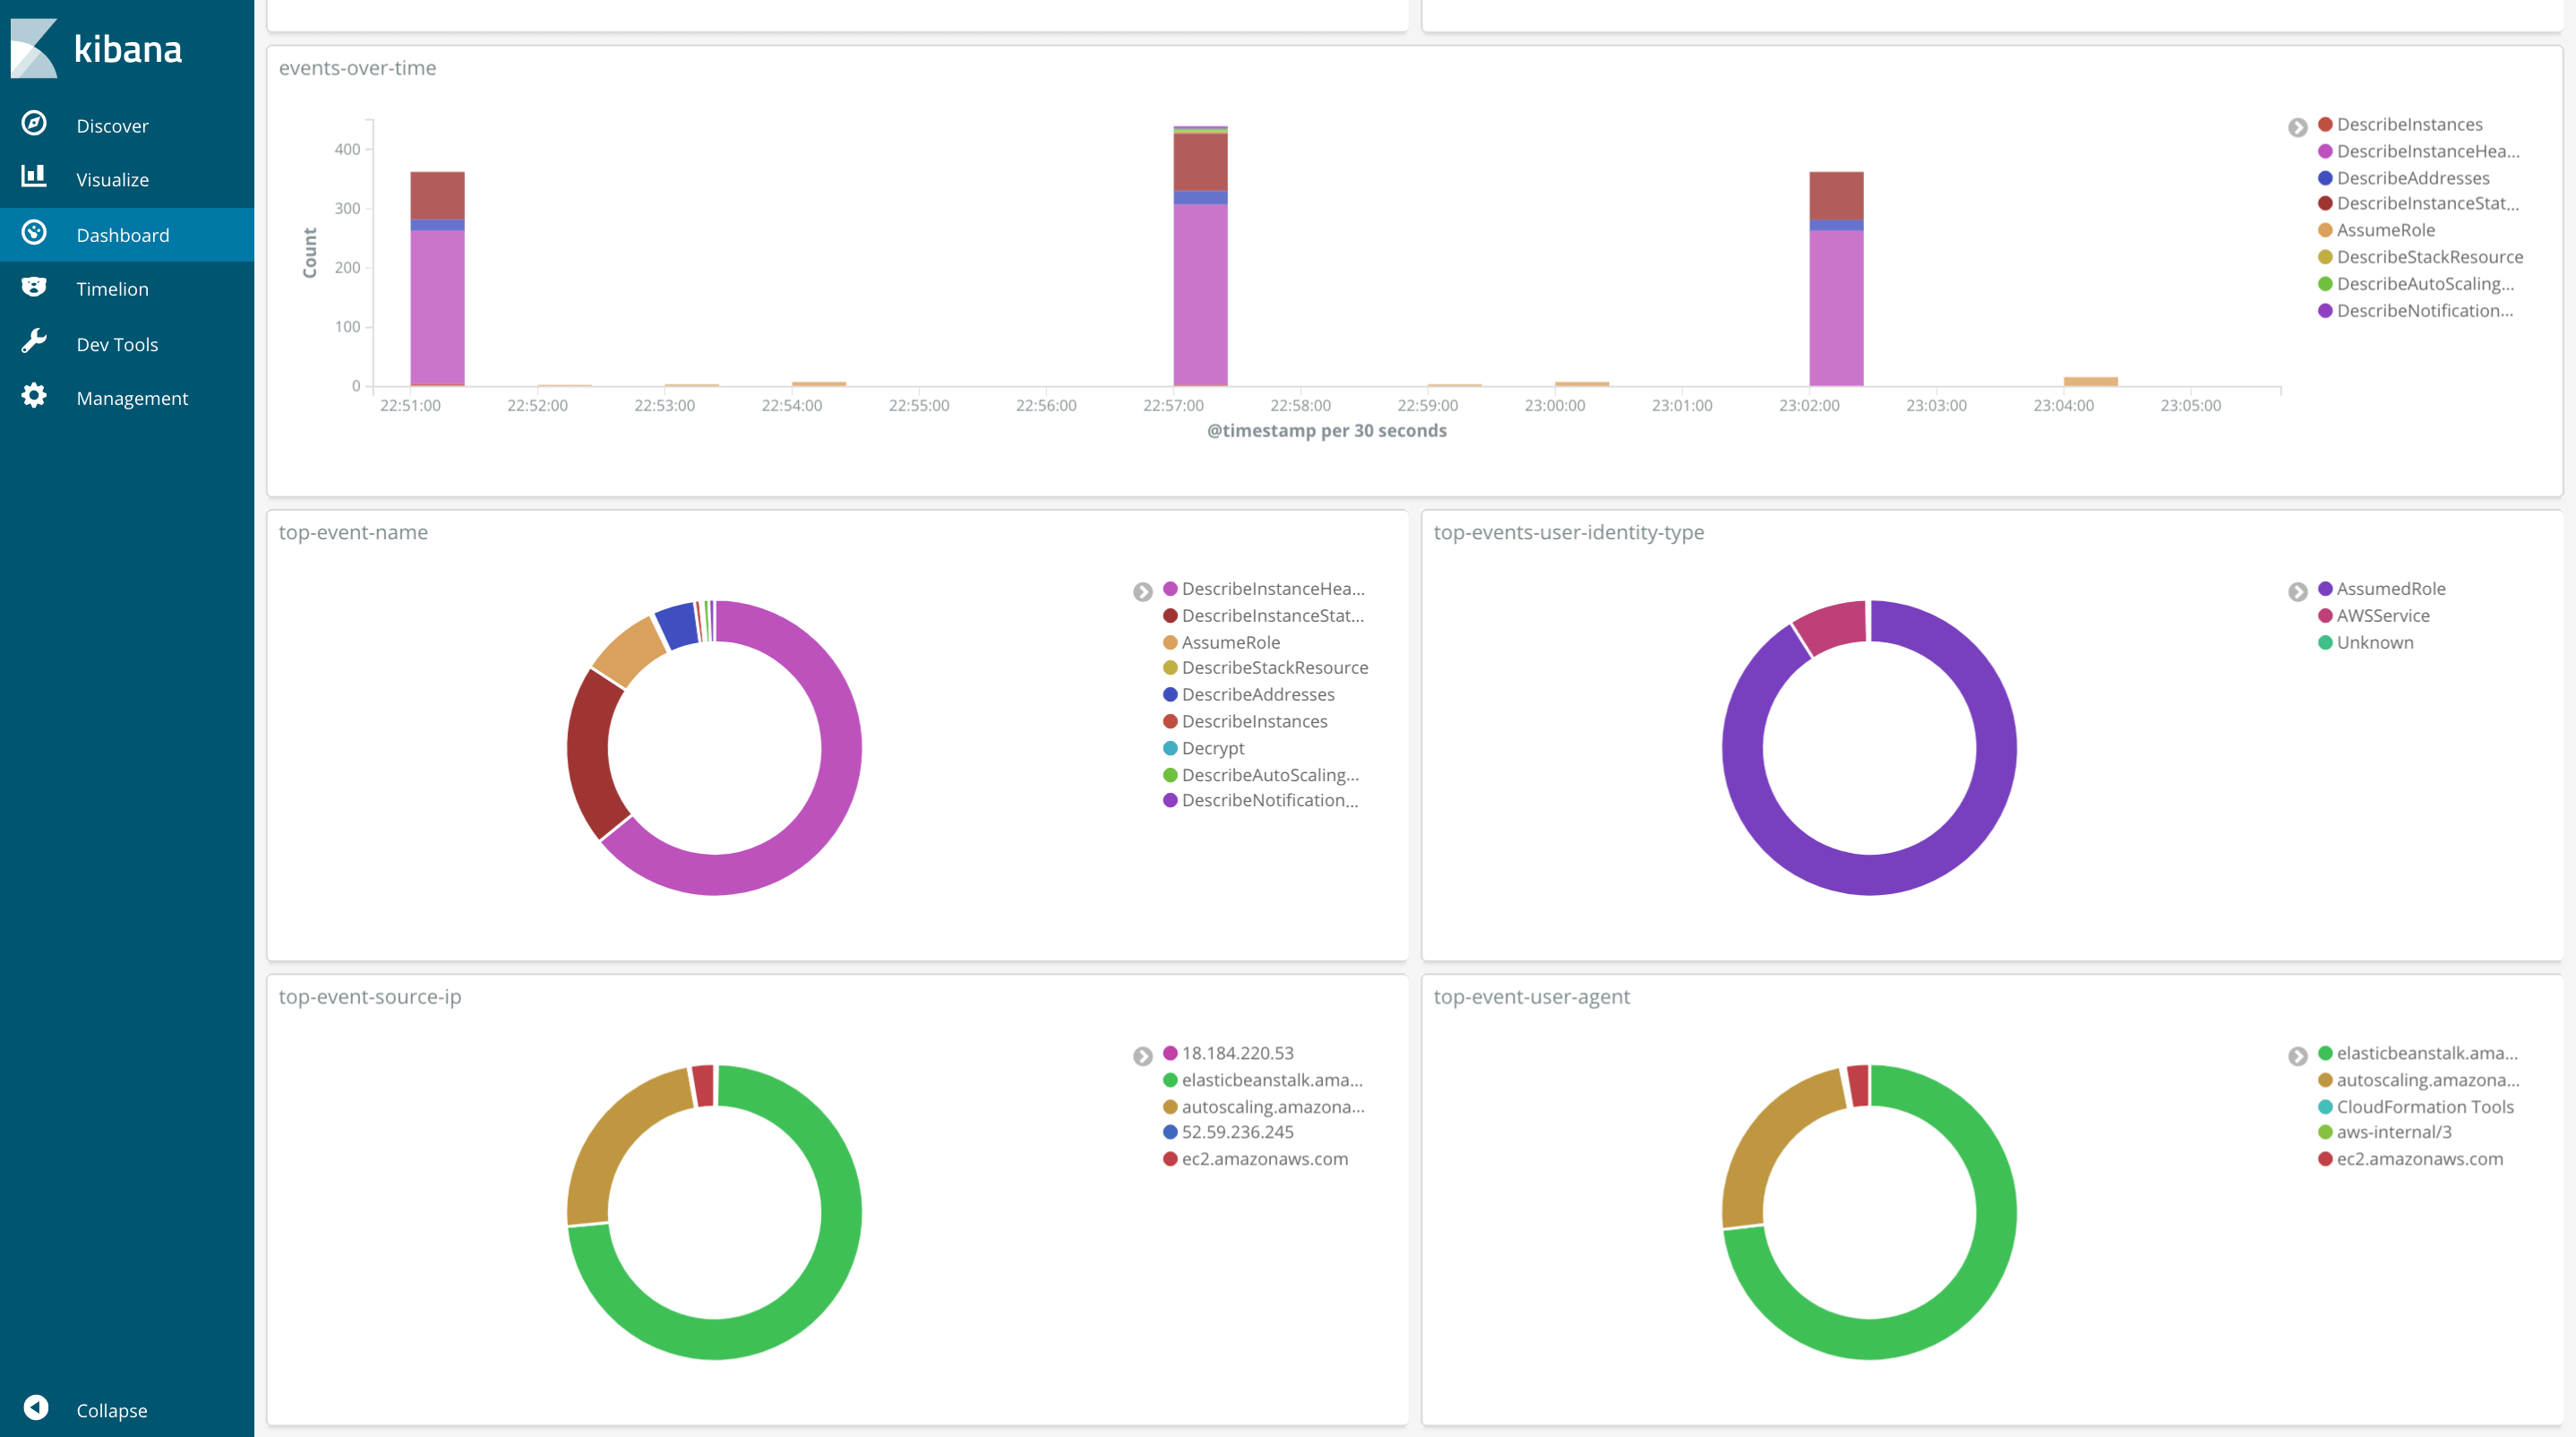 kibana
Discover
Visualize
Dashboard
Timelion
Dev Tools
Management
Collapse
events-over-time
Count
400
300
200
100
0
22:51:00 22:52:00 22:53:00 22:54:00 22:55:00 22:56:00 22:57:00 22:58:00 22:59:00 23:00:00 23:01:00 23:02:00 23:03:00 23:04:00 23:05:00
@timestamp per 30 seconds
DescribeInstances
DescribeInstanceHea...
DescribeAddresses
DescribeInstanceStat...
AssumeRole
DescribeStackResource
DescribeAutoScaling...
DescribeNotification...
top-event-name
DescribeInstanceHea...
DescribeInstanceStat...
AssumeRole
DescribeStackResource
DescribeAddresses
DescribeInstances
Decrypt
DescribeAutoScaling...
DescribeNotification...
top-events-user-identity-type
AssumedRole
AWSService
Unknown
top-event-source-ip
18.184.220.53
elasticbeanstalk.ama...
autoscaling.amazona...
52.59.236.245
ec2.amazonaws.com
top-event-user-agent
elasticbeanstalk.ama...
autoscaling.amazona...
CloudFormation Tools
aws-internal/3
ec2.amazonaws.com